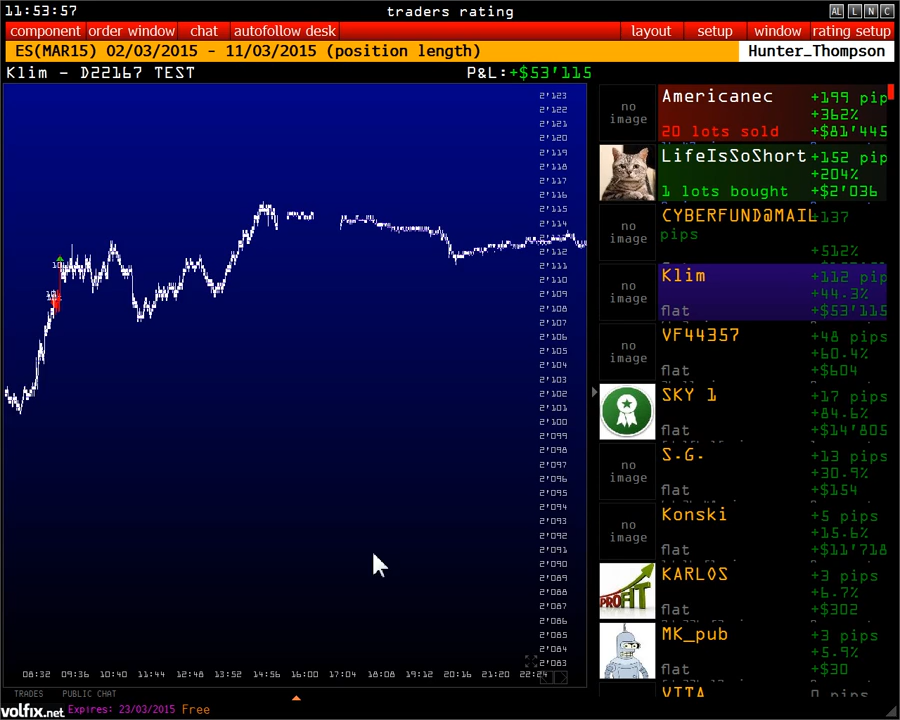 11:53:57
traders rating
AL L N C
component order window chat autofollow desk layout setup window rating setup
ES(MAR15) 02/03/2015 - 11/03/2015 (position length)
Hunter_Thompson
Klim - D22167 TEST
P&L:+$53'115
2'123
2'122
2'121
2'120
2'119
2'118
2'117
2'116
2'115
2'114
2'113
2'112
2'111
2'110
2'109
2'108
2'107
2'106
2'105
2'104
2'103
2'102
2'101
2'100
2'099
2'098
2'097
2'096
2'095
2'094
2'093
2'092
2'091
2'090
2'089
2'088
2'087
2'086
2'085
2'084
2'083
08:32 09:36 10:40 11:44 12:48 13:52 14:56 16:00 17:04 18:08 19:12 20:16 21:20 22:24
no image
Americanec
+199 pip
+362%
20 lots sold
+$81'445
LifeIsSoShort
+152 pip
+204%
1 lots bought
+$2'036
no image
CYBERFUND@MAIL
+137
pips
+512%
no image
Klim
+112 pip
+44.3%
flat
+$53'115
no image
VF44357
+48 pips
+60.4%
flat
+$604
SKY 1
+17 pips
+84.6%
flat
+$14'805
no image
S.G.
+13 pips
+30.9%
flat
+$154
no image
Konski
+5 pips
+15.6%
flat
+$11'718
PROFIT
KARLOS
+3 pips
+6.7%
flat
+$302
MK_pub
+3 pips
+5.9%
flat
+$30
VITA
0 pips
TRADES PUBLIC CHAT
volfix.net Expires: 23/03/2015 Free